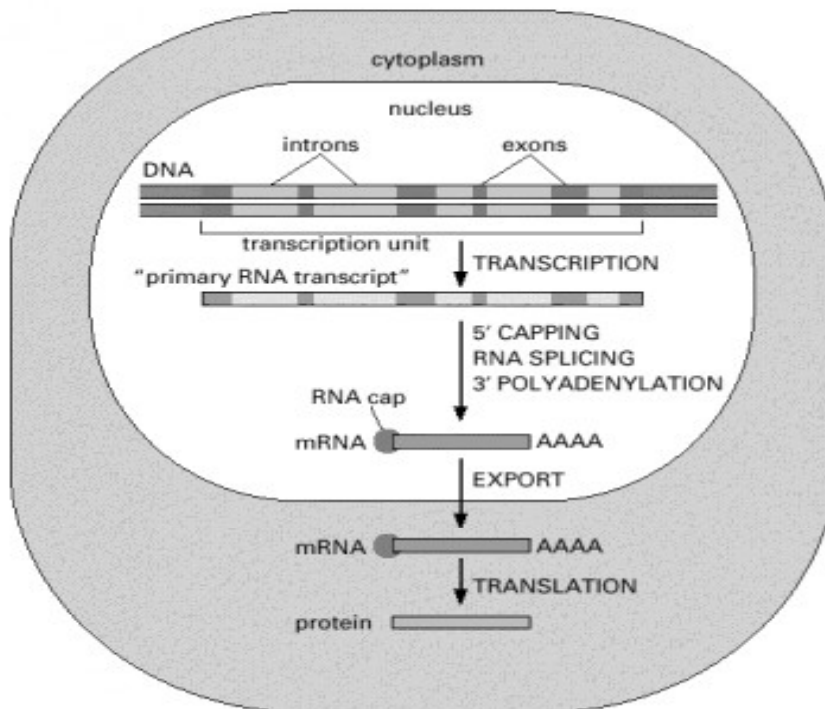 cytoplasm
nucleus
introns exons
DNA
transcription unit
TRANSCRIPTION
“primary RNA transcript”
5’ CAPPING
RNA SPLICING
3’ POLYADENYLATION
RNA cap
mRNA AAAA
EXPORT
mRNA AAAA
TRANSLATION
protein